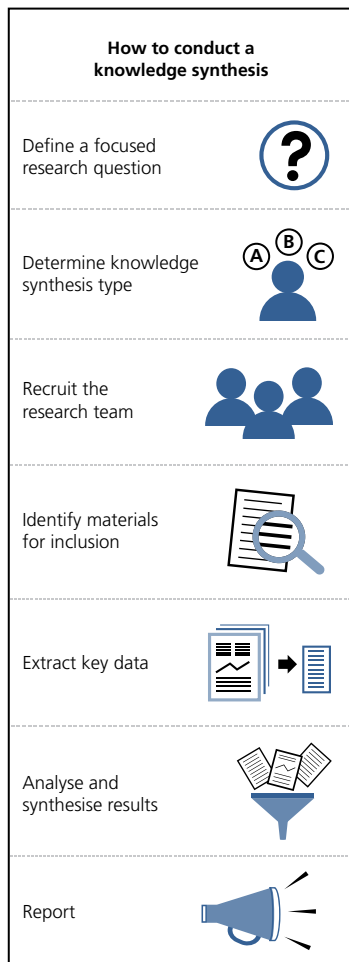 How to conduct a
knowledge synthesis
Define a focused
research question
?
Determine knowledge
synthesis type
A B C
Recruit the
research team
Identify materials
for inclusion
Extract key data
Analyse and
synthesise results
Report